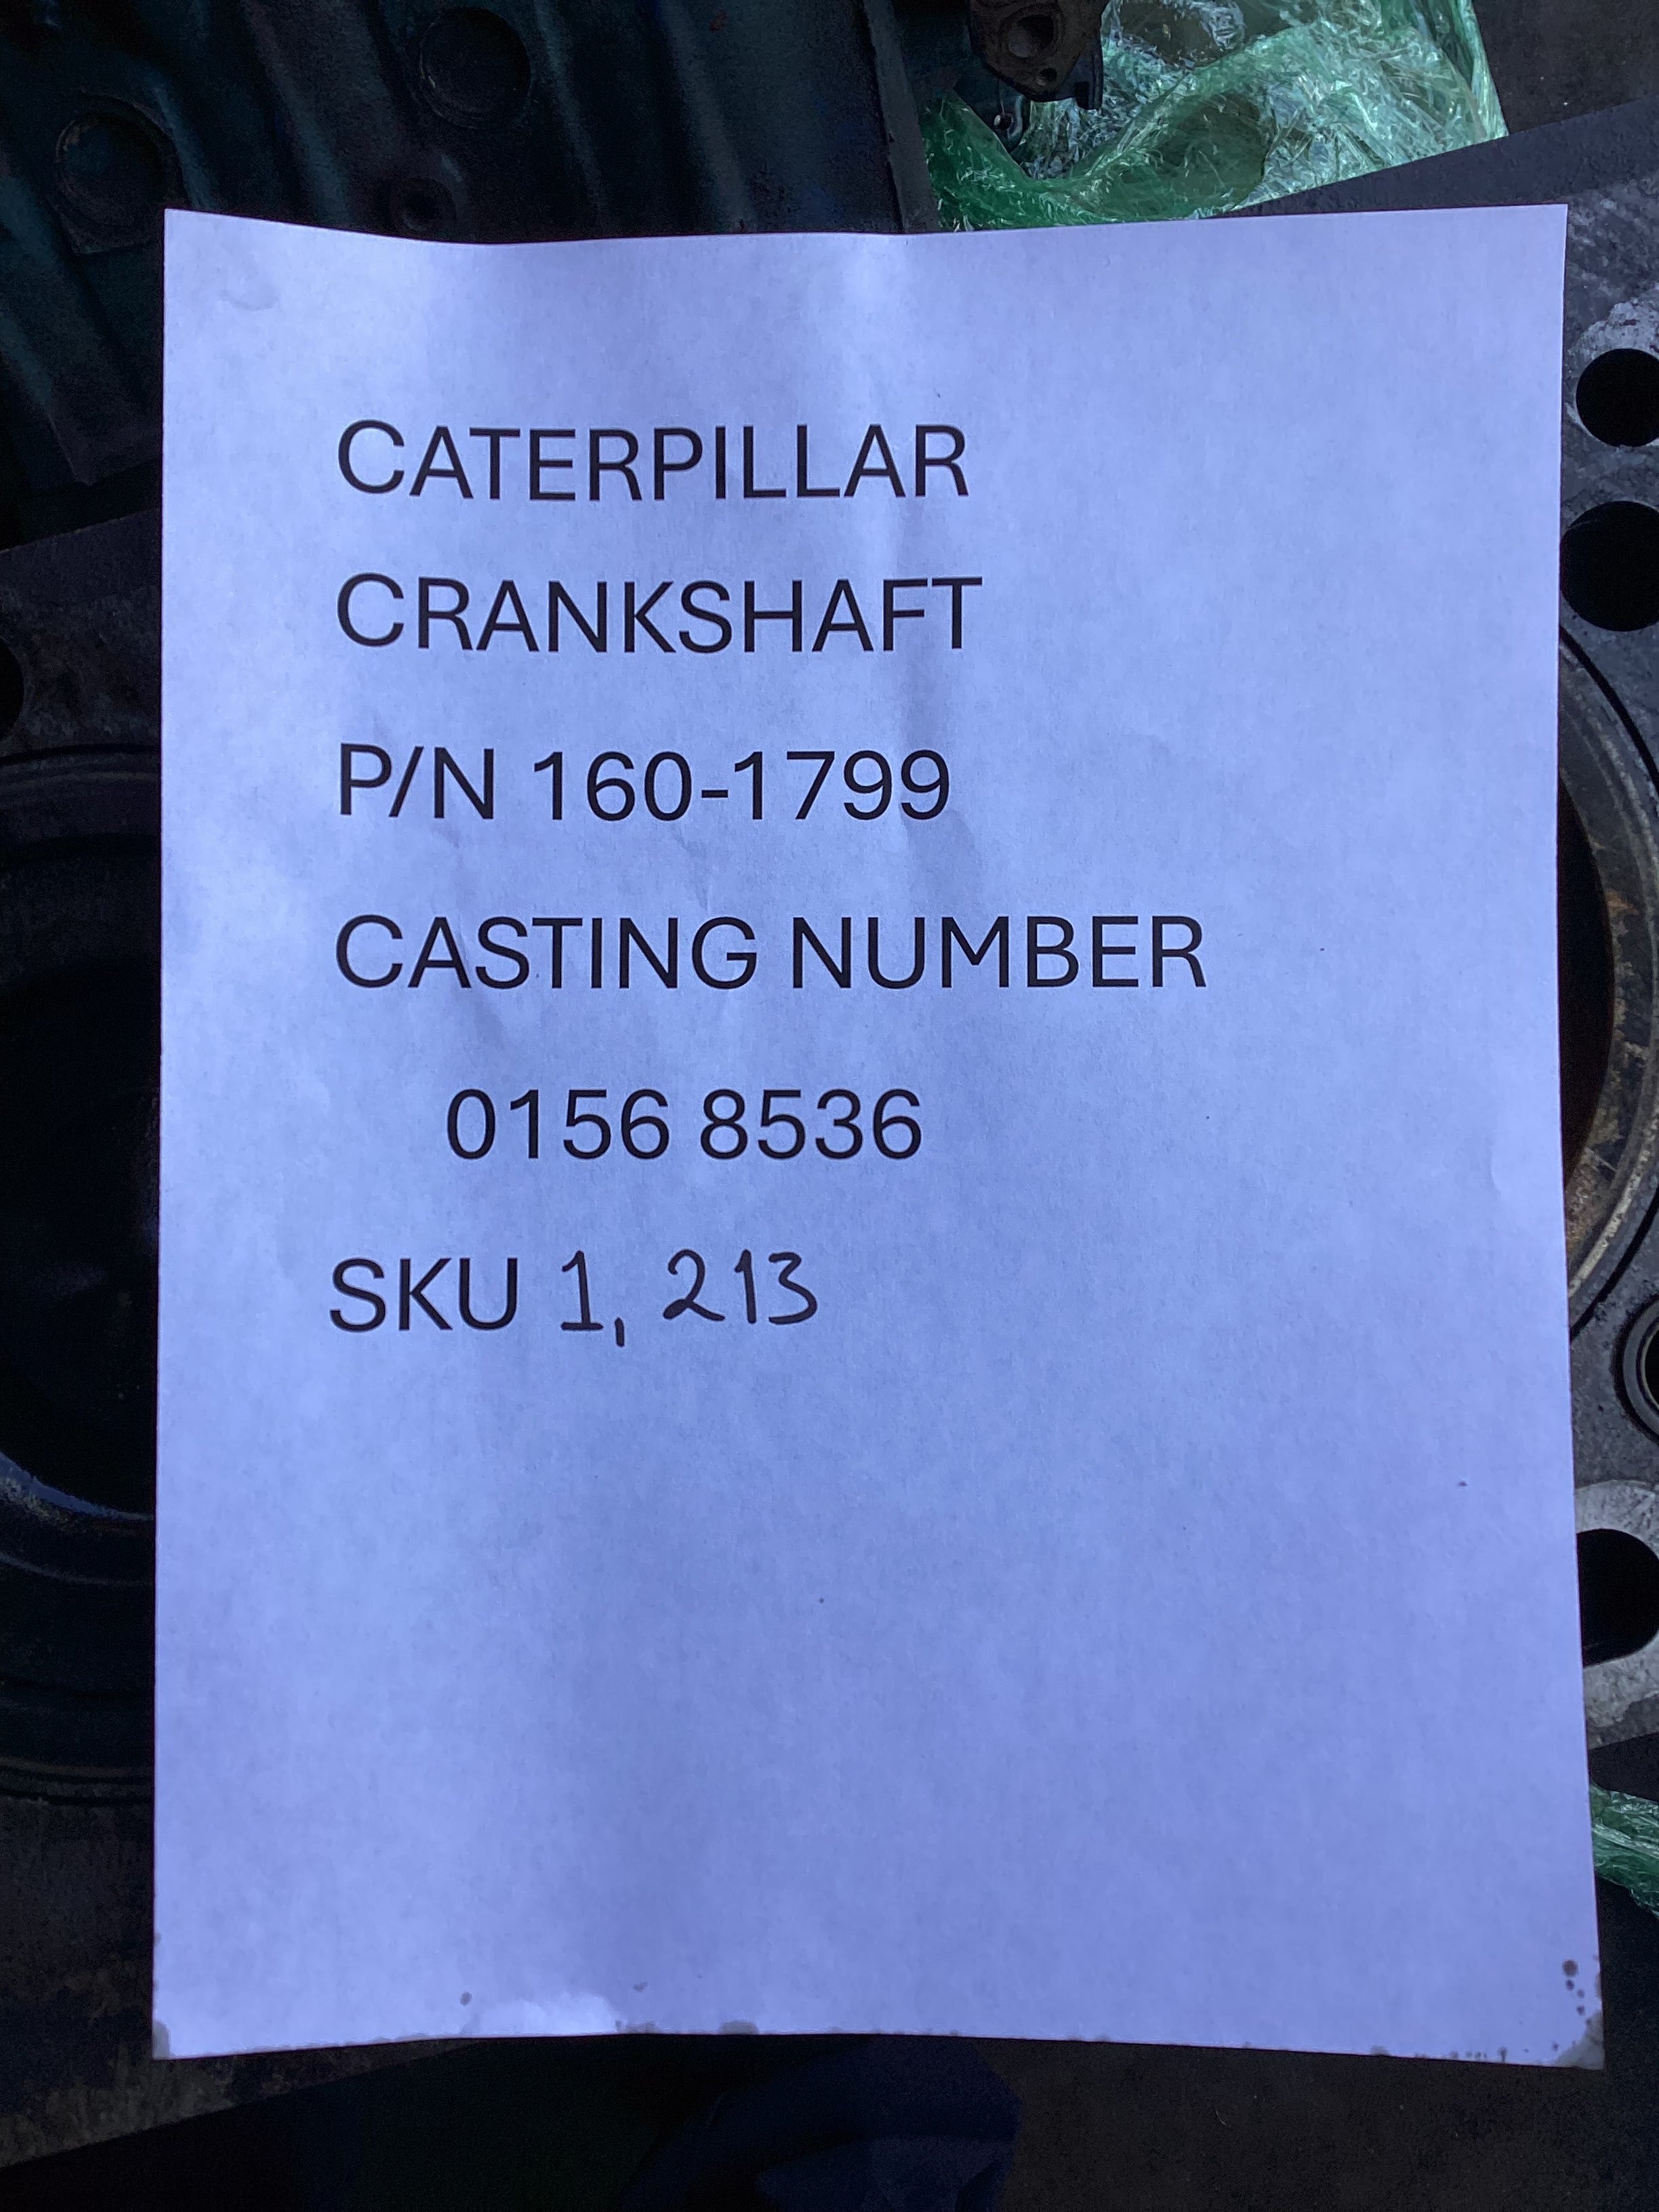 CATERPILLAR
CRANKSHAFT
P/N 160-1799
CASTING NUMBER
0156 8536
SKU 1, 213